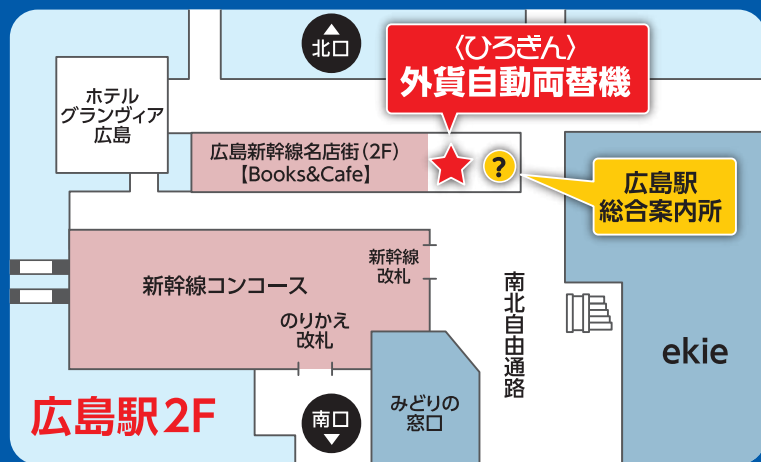 北口
〈ひろぎん〉
外貨自動両替機
ホテル
グランヴィア
広島
広島新幹線名店街(2F)
【Books&Cafe】
?
広島駅
総合案内所
新幹線
改札
新幹線コンコース
のりかえ
改札
南北自由通路
ekie
みどりの
窓口
南口
広島駅2F